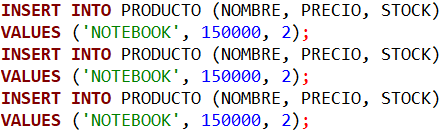 INSERT INTO PRODUCTO (NOMBRE, PRECIO, STOCK)
VALUES ('NOTEBOOK', 150000, 2);
INSERT INTO PRODUCTO (NOMBRE, PRECIO, STOCK)
VALUES ('NOTEBOOK', 150000, 2);
INSERT INTO PRODUCTO (NOMBRE, PRECIO, STOCK)
VALUES ('NOTEBOOK', 150000, 2);